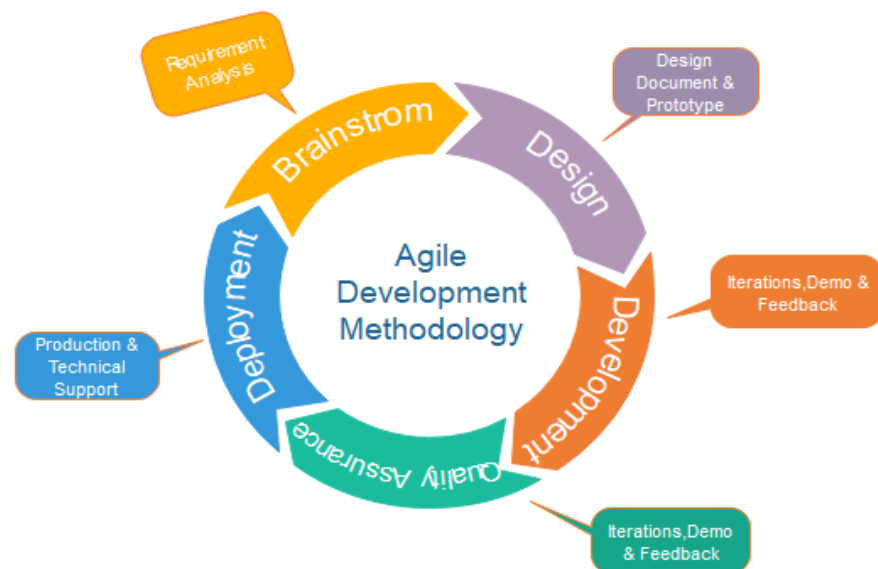 Requirement
Analysis
Brainstrom
Design
Document &
Prototype
Design
Iterations,Demo &
Feedback
Development
Iterations,Demo
& Feedback
Quality Assurance
Production &
Technical
Support
Deployment
Agile
Development
Methodology